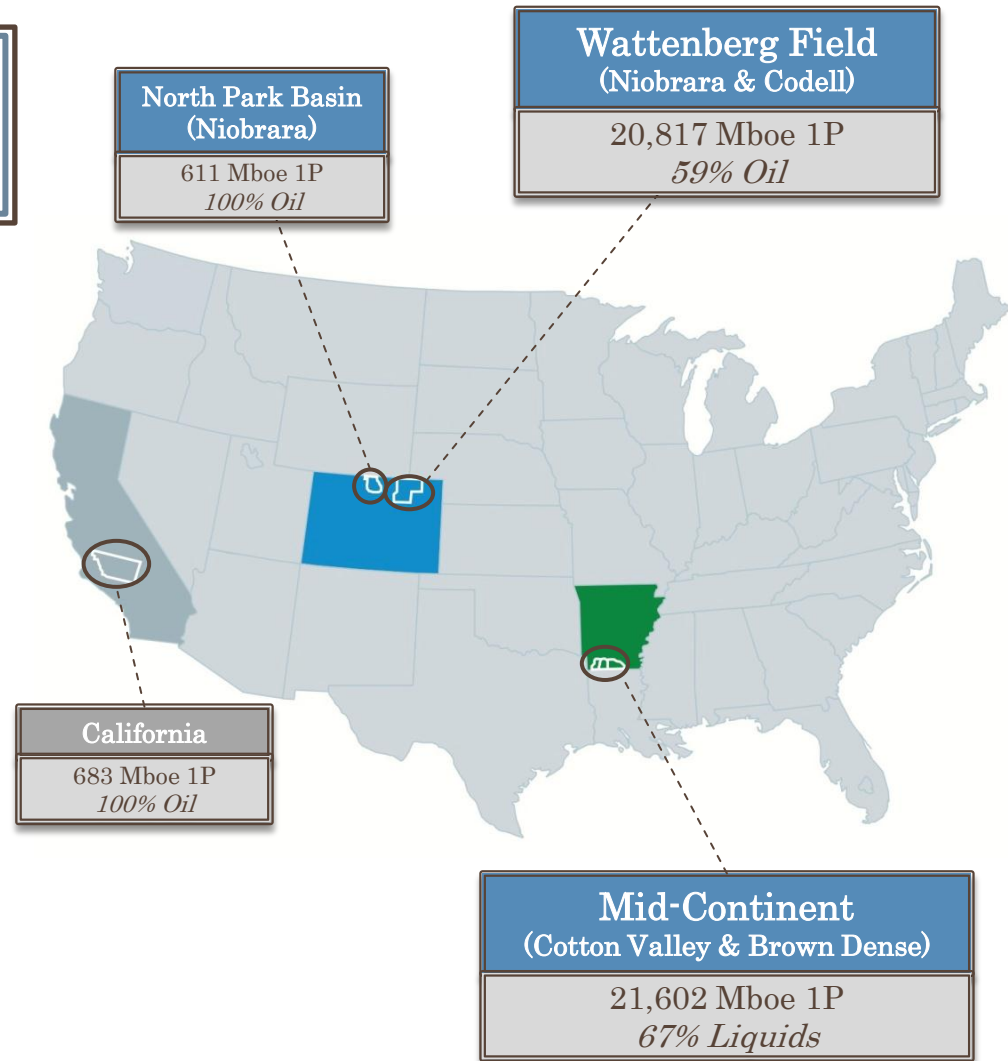 Wattenberg Field
(Niobrara & Codell)
20,817 Mboe 1P
59% Oil
North Park Basin
(Niobrara)
611 Mboe 1P
100% Oil
California
683 Mboe 1P
100% Oil
Mid-Continent
(Cotton Valley & Brown Dense)
21,602 Mboe 1P
67% Liquids